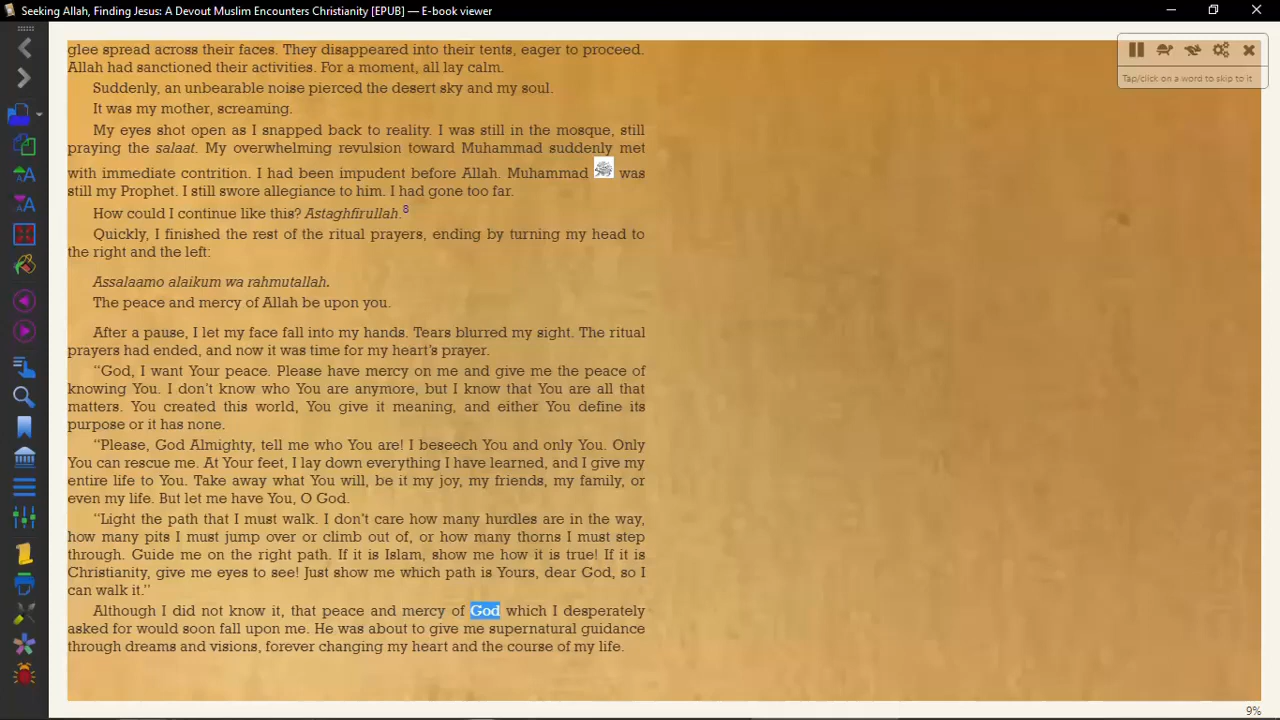 Seeking Allah, Finding Jesus: A Devout Muslim Encounters Christianity [EPUB] — E-book viewer
glee spread across their faces. They disappeared into their tents, eager to proceed.
Allah had sanctioned their activities. For a moment, all lay calm.
Suddenly, an unbearable noise pierced the desert sky and my soul.
It was my mother, screaming.
My eyes shot open as I snapped back to reality. I was still in the mosque, still
praying the salaat. My overwhelming revulsion toward Muhammad suddenly met
with immediate contrition. I had been impudent before Allah. Muhammad was
still my Prophet. I still swore allegiance to him. I had gone too far.
How could I continue like this? Astaghfirullah.8
Quickly, I finished the rest of the ritual prayers, ending by turning my head to
the right and the left:
Assalaamo alaikum wa rahmutallah.
The peace and mercy of Allah be upon you.
After a pause, I let my face fall into my hands. Tears blurred my sight. The ritual
prayers had ended, and now it was time for my heart's prayer.
“God, I want Your peace. Please have mercy on me and give me the peace of
knowing You. I don't know who You are anymore, but I know that You are all that
matters. You created this world, You give it meaning, and either You define its
purpose or it has none.
“Please, God Almighty, tell me who You are! I beseech You and only You. Only
You can rescue me. At Your feet, I lay down everything I have learned, and I give my
entire life to You. Take away what You will, be it my joy, my friends, my family, or
even my life. But let me have You, O God.
“Light the path that I must walk. I don't care how many hurdles are in the way,
how many pits I must jump over or climb out of, or how many thorns I must step
through. Guide me on the right path. If it is Islam, show me how it is true! If it is
Christianity, give me eyes to see! Just show me which path is Yours, dear God, so I
can walk it.”
Although I did not know it, that peace and mercy of God which I desperately
asked for would soon fall upon me. He was about to give me supernatural guidance
through dreams and visions, forever changing my heart and the course of my life.
Tap/click on a word to skip to it
9%